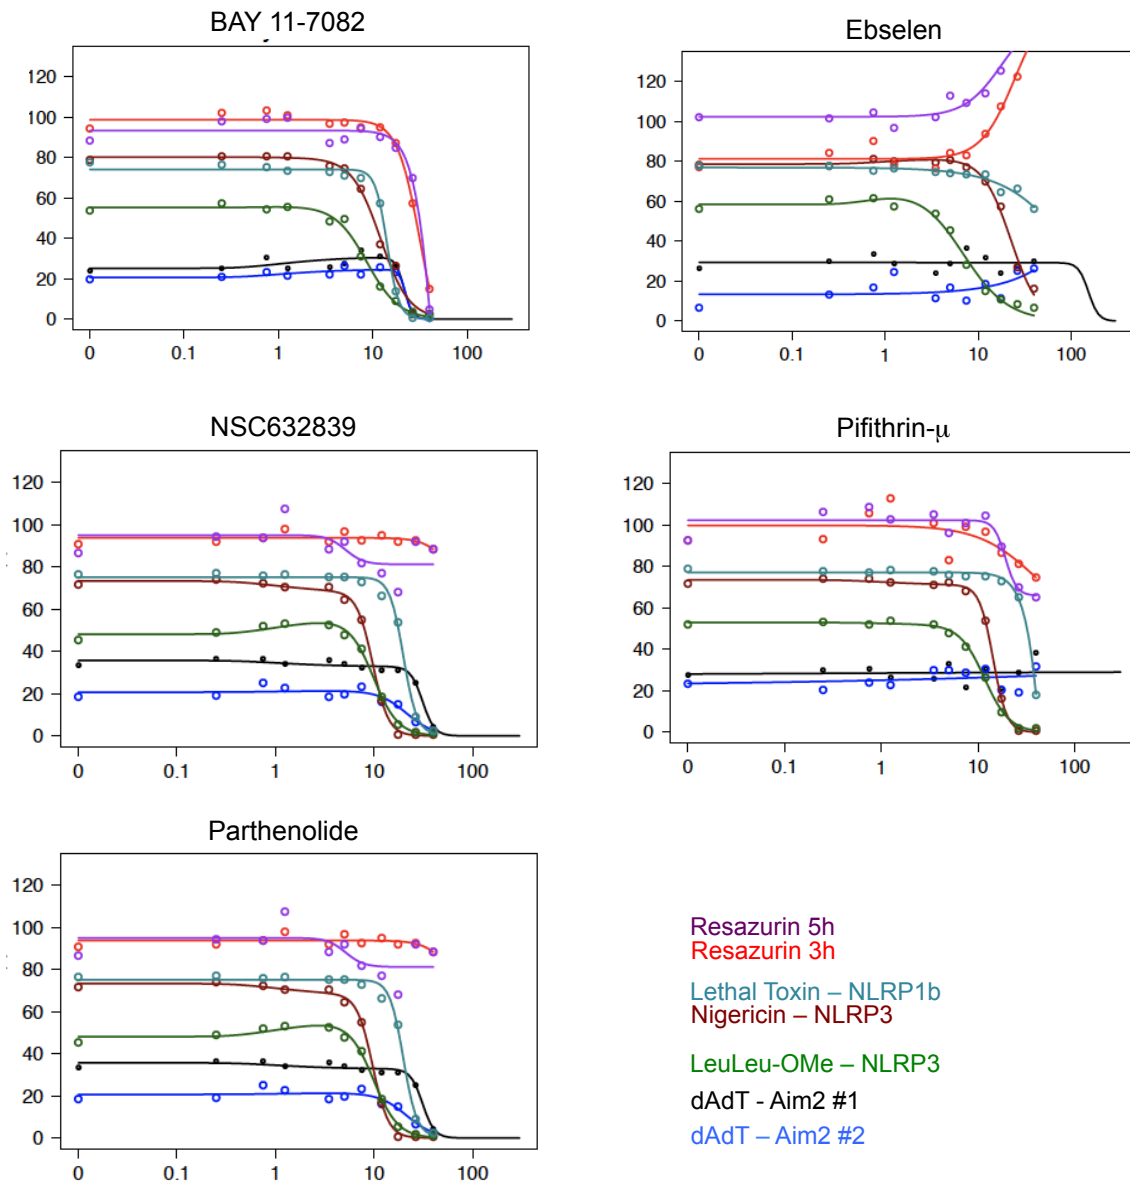 BAY 11-7082
120
100
80
60
40
20
0
0 0.1 1 10 100
Ebselen
120
100
80
60
40
20
0
0 0.1 1 10 100
NSC632839
120
100
80
60
40
20
0
0 0.1 1 10 100
Pifithrin-μ
120
100
80
60
40
20
0
0 0.1 1 10 100
Parthenolide
120
100
80
60
40
20
0
0 0.1 1 10 100
Resazurin 5h
Resazurin 3h
Lethal Toxin – NLRP1b
Nigericin – NLRP3
LeuLeu-OMe – NLRP3
dAdT - Aim2 #1
dAdT – Aim2 #2